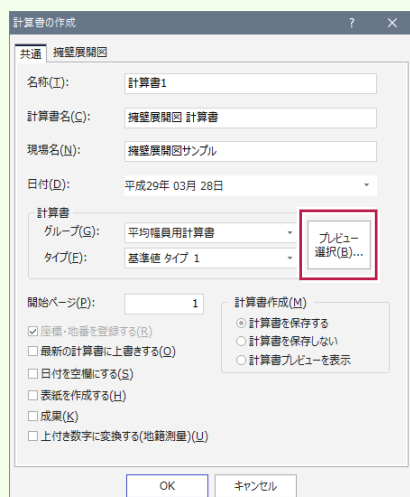 計算書の作成 ? ×
共通 擁壁展開図
名称(T): 計算書1
計算書名(C): 擁壁展開図 計算書
現場名(N): 擁壁展開図サンプル
日付(D): 平成29年 03月 28日
計算書
グループ(G): 平均幅員用計算書
タイプ(F): 基準値 タイプ 1
プレビュー
選択(B)...
開始ページ(P): 1
座標・地番を登録する(R)
最新の計算書に上書きする(O)
日付を空欄にする(S)
表紙を作成する(H)
成果(K)
上付き数字に変換する(地籍測量)(U)
計算書作成(M)
計算書を保存する
計算書を保存しない
計算書プレビューを表示
OK キャンセル